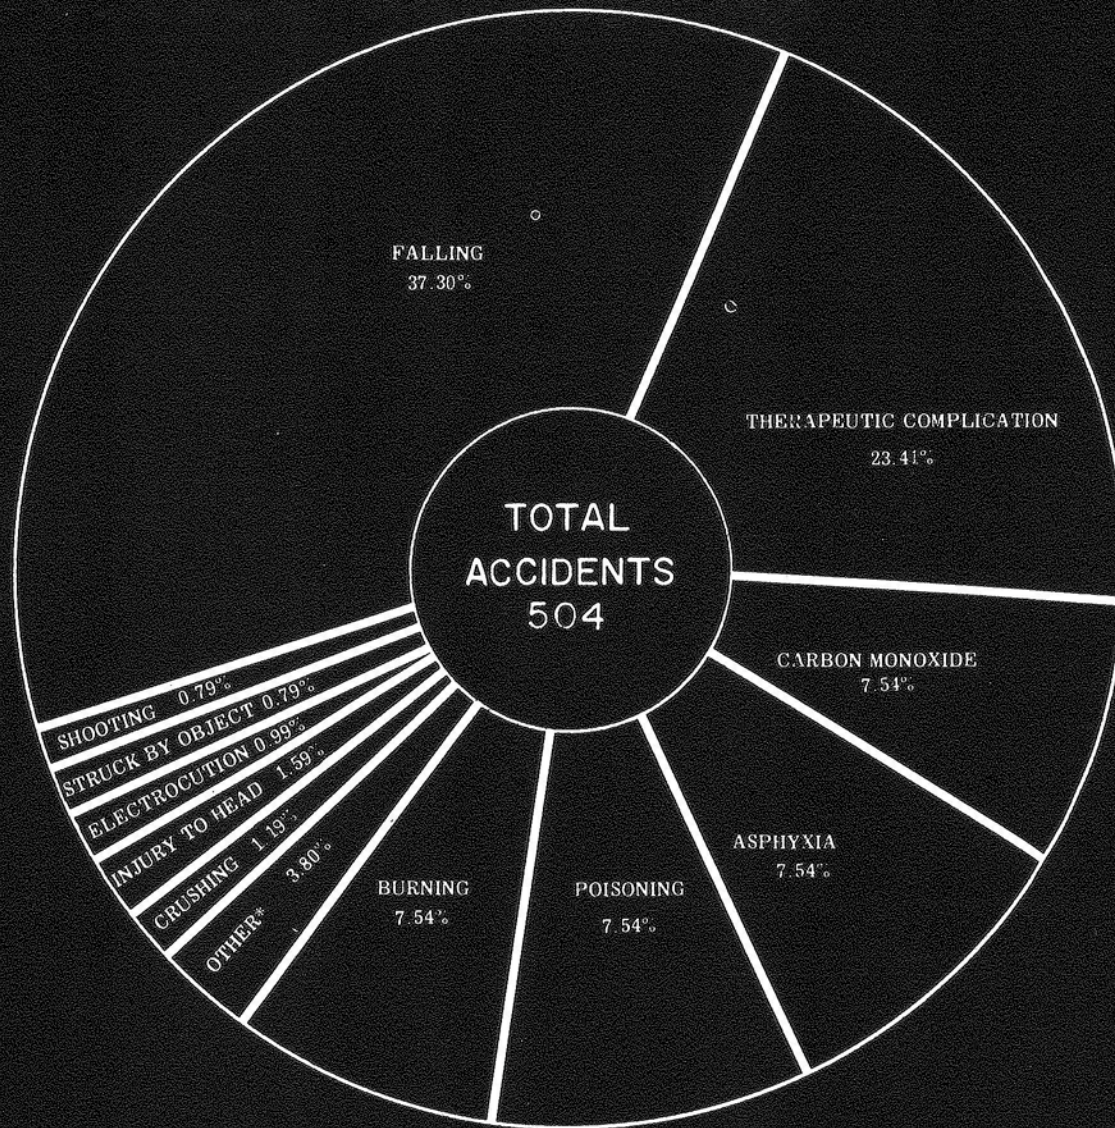 FALLING
37.30%
THERAPEUTIC COMPLICATION
23.41%
TOTAL
ACCIDENTS
504
CARBON MONOXIDE
7.54%
ASPHYXIA
7.54%
POISONING
7.54%
BURNING
7.54%
OTHER* 3.80%
CRUSHING 1.19%
INJURY TO HEAD 1.59%
ELECTROCUTION 0.99%
STRUCK BY OBJECT 0.79%
SHOOTING 0.79%